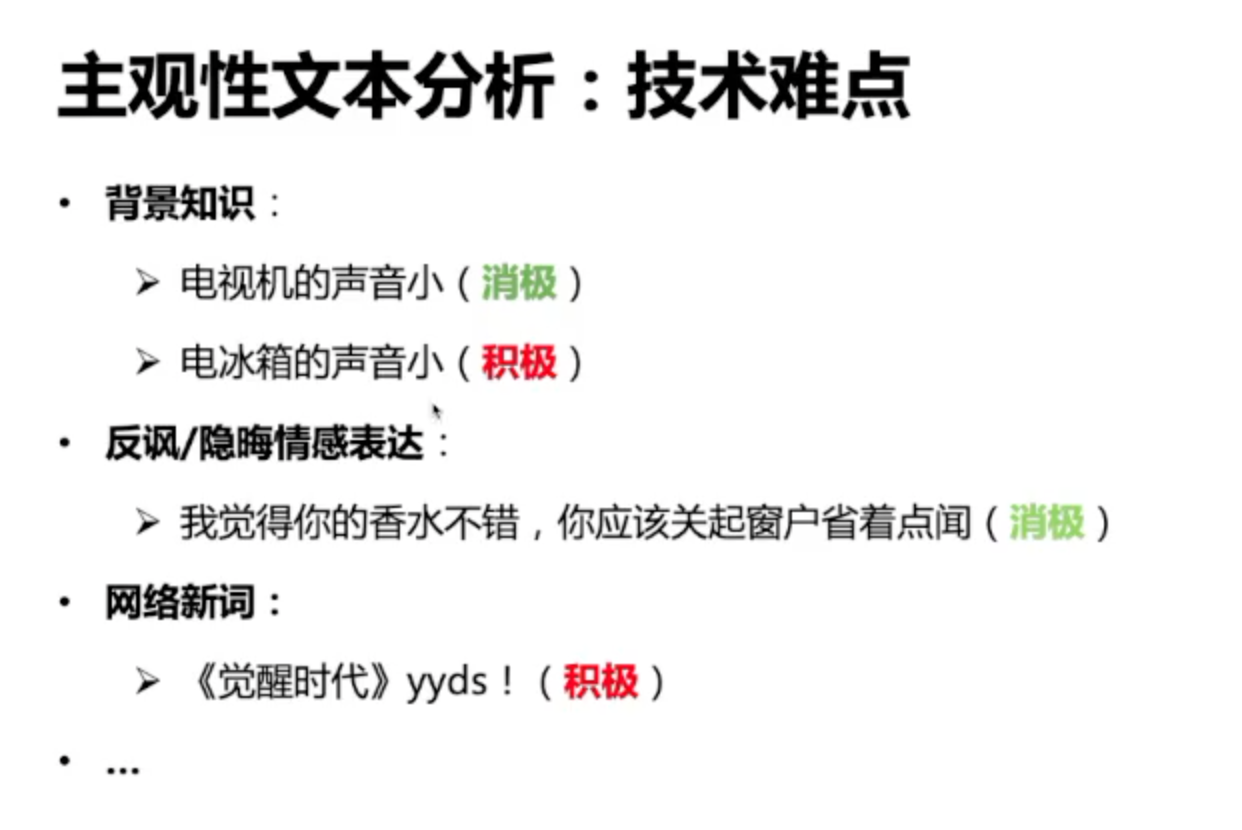 主观性文本分析：技术难点
• 背景知识：
➢ 电视机的声音小（消极）
➢ 电冰箱的声音小（积极）
• 反讽/隐晦情感表达：
➢ 我觉得你的香水不错，你应该关起窗户省着点闻（消极）
• 网络新词：
➢ 《觉醒时代》yyds！（积极）
• ...